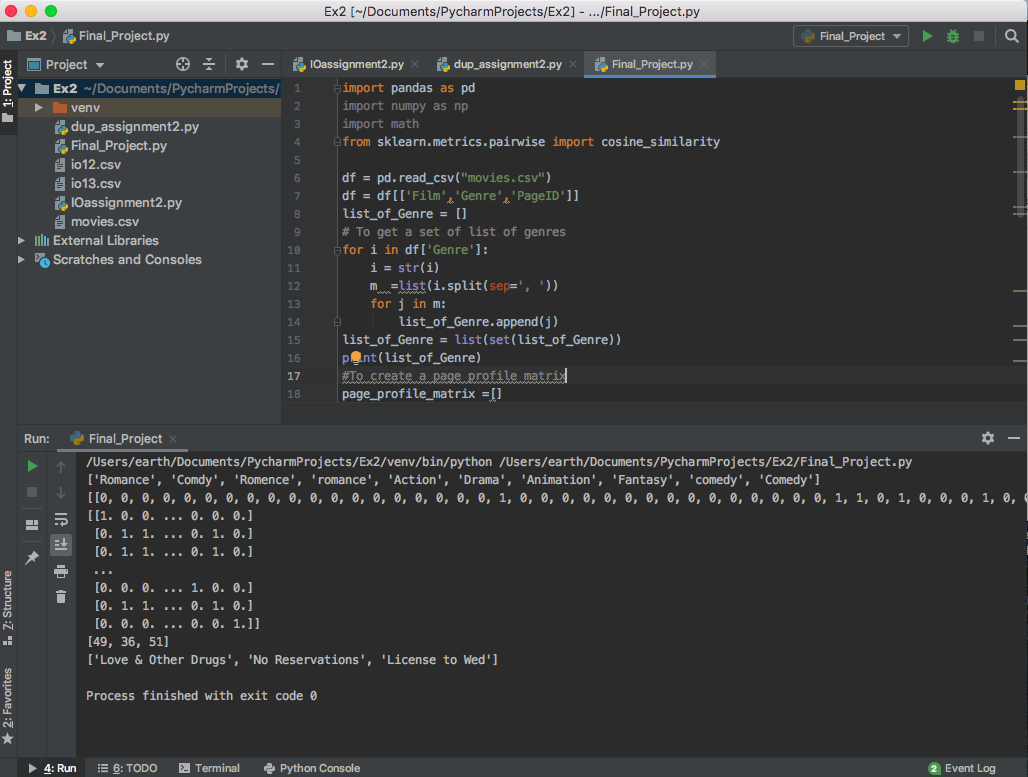 Ex2 [~/Documents/PycharmProjects/Ex2] - .../Final_Project.py
Ex2 Final_Project.py Final_Project
1: Project
Project
IOassignment2.py dup_assignment2.py Final_Project.py
Ex2 ~/Documents/PycharmProjects/
venv
dup_assignment2.py
Final_Project.py
io12.csv
io13.csv
IOassignment2.py
movies.csv
External Libraries
Scratches and Consoles
1 import pandas as pd
2 import numpy as np
3 import math
4 from sklearn.metrics.pairwise import cosine_similarity
5
6 df = pd.read_csv("movies.csv")
7 df = df[['Film','Genre','PageID']]
8 list_of_Genre = []
9 # To get a set of list of genres
10 for i in df['Genre']:
11 i = str(i)
12 m  =list(i.split(sep=', '))
13 for j in m:
14 list_of_Genre.append(j)
15 list_of_Genre = list(set(list_of_Genre))
16 print(list_of_Genre)
17 #To create a page profile matrix
18 page_profile_matrix =[]
Run: Final_Project
/Users/earth/Documents/PycharmProjects/Ex2/venv/bin/python /Users/earth/Documents/PycharmProjects/Ex2/Final_Project.py
['Romance', 'Comdy', 'Romence', 'romance', 'Action', 'Drama', 'Animation', 'Fantasy', 'comedy', 'Comedy']
[[0, 0, 0, 0, 0, 0, 0, 0, 0, 0, 0, 0, 0, 0, 0, 0, 0, 0, 0, 1, 0, 0, 0, 0, 0, 0, 0, 0, 0, 0, 0, 0, 0, 0, 0, 1, 1, 0, 1, 0, 0, 0, 1, 0, 0
[[1. 0. 0. ... 0. 0. 0.]
[0. 1. 1. ... 0. 1. 0.]
[0. 1. 1. ... 0. 1. 0.]
...
[0. 0. 0. ... 1. 0. 0.]
[0. 1. 1. ... 0. 1. 0.]
[0. 0. 0. ... 0. 0. 1.]]
[49, 36, 51]
['Love & Other Drugs', 'No Reservations', 'License to Wed']
Process finished with exit code 0
Z: Structure
2: Favorites
4: Run 6: TODO Terminal Python Console 2 Event Log